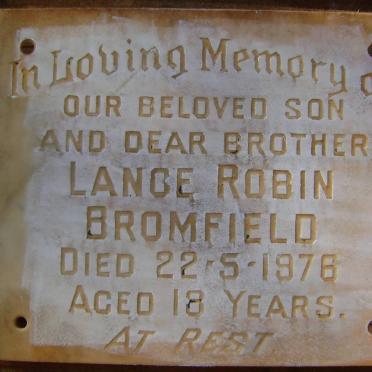 In Loving Memory o
OUR BELOVED SON
AND DEAR BROTHER
LANCE ROBIN
BROMFIELD
DIED 22-5-1976
AGED 18 YEARS.
AT REST